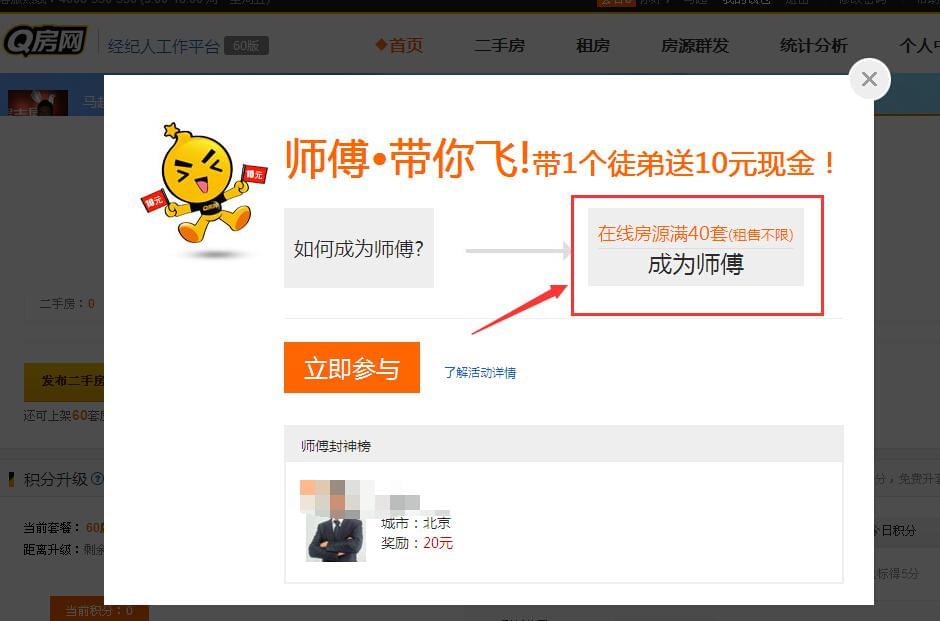 Q房网
经纪人工作平台 60版
首页 二手房 租房 房源群发 统计分析 个人
师傅•带你飞!带1个徒弟送10元现金！
10元
10元
如何成为师傅?
在线房源满40套(租售不限)
成为师傅
二手房：0
立即参与
了解活动详情
发布二手房
还可上架60套
师傅封神榜
积分升级
城市：北京
奖励：20元
当前套餐：60
距离升级：剩余
今日积分
标得5分
当前积分：0